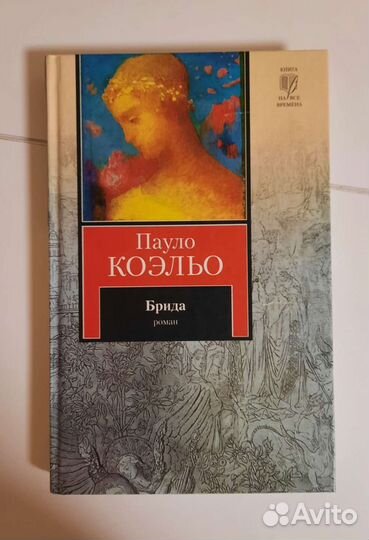 КНИГА
НА ВСЕ
ВРЕМЕНА
Пауло
КОЭЛЬО
Брида
роман
Avito